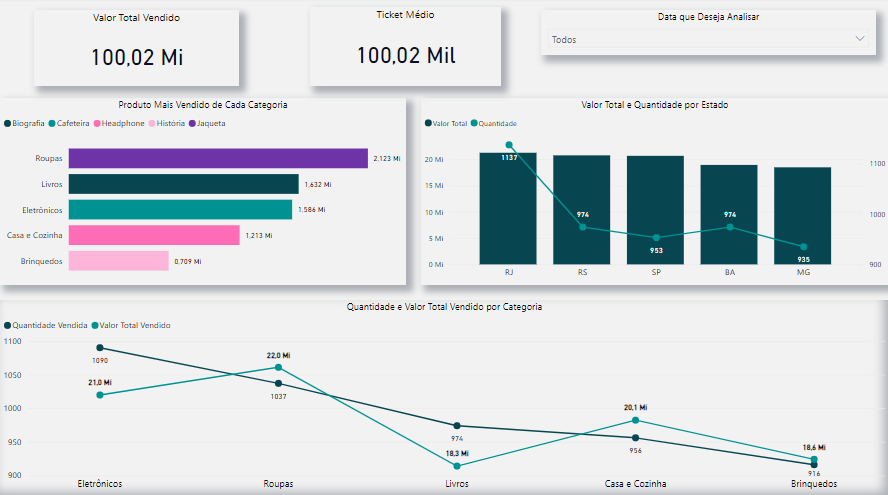 Valor Total Vendido
100,02 Mi
Ticket Médio
100,02 Mil
Data que Deseja Analisar
Todos
Produto Mais Vendido de Cada Categoria
Biografia Cafeteira Headphone História Jaqueta
Roupas 2,123 Mi
Livros 1,632 Mi
Eletrônicos 1,586 Mi
Casa e Cozinha 1,213 Mi
Brinquedos 0,709 Mi
Valor Total e Quantidade por Estado
Valor Total Quantidade
20 Mi
15 Mi
10 Mi
5 Mi
0 Mi
1137
974
953
974
935
1100
1000
900
RJ RS SP BA MG
Quantidade e Valor Total Vendido por Categoria
Quantidade Vendida Valor Total Vendido
1100
1050
1000
950
900
1090
21,0 Mi
22,0 Mi
1037
974
18,3 Mi
20,1 Mi
956
18,6 Mi
916
Eletrônicos Roupas Livros Casa e Cozinha Brinquedos